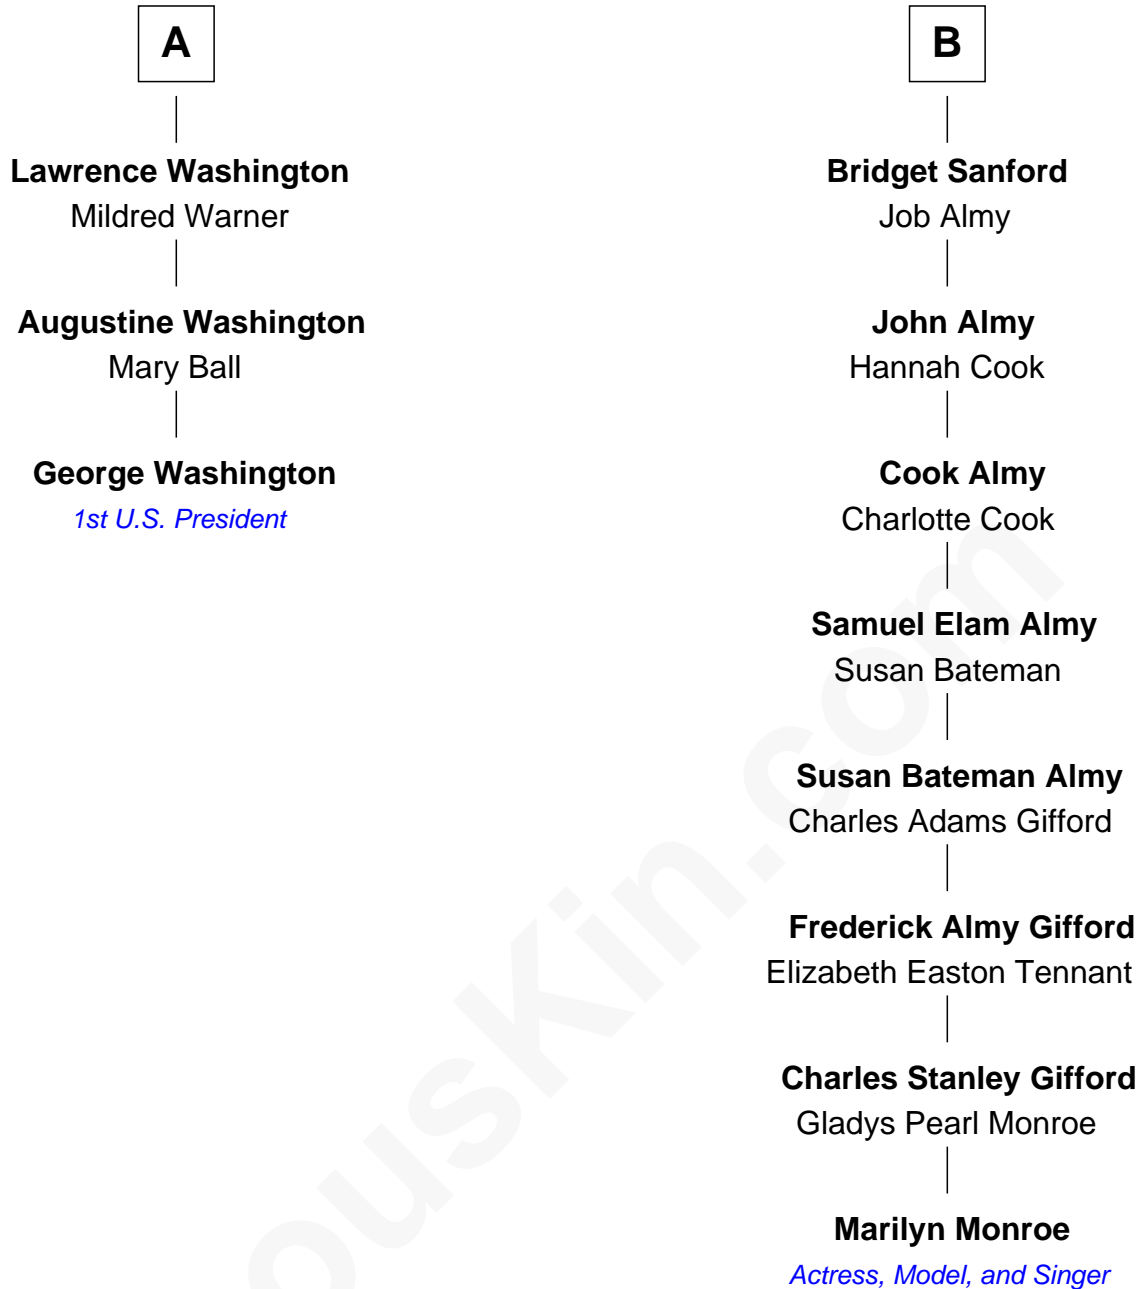 A
Lawrence Washington
Mildred Warner
Augustine Washington
Mary Ball
George Washington
1st U.S. President
B
Bridget Sanford
Job Almy
John Almy
Hannah Cook
Cook Almy
Charlotte Cook
Samuel Elam Almy
Susan Bateman
Susan Bateman Almy
Charles Adams Gifford
Frederick Almy Gifford
Elizabeth Easton Tennant
Charles Stanley Gifford
Gladys Pearl Monroe
Marilyn Monroe
Actress, Model, and Singer
ousKin.com